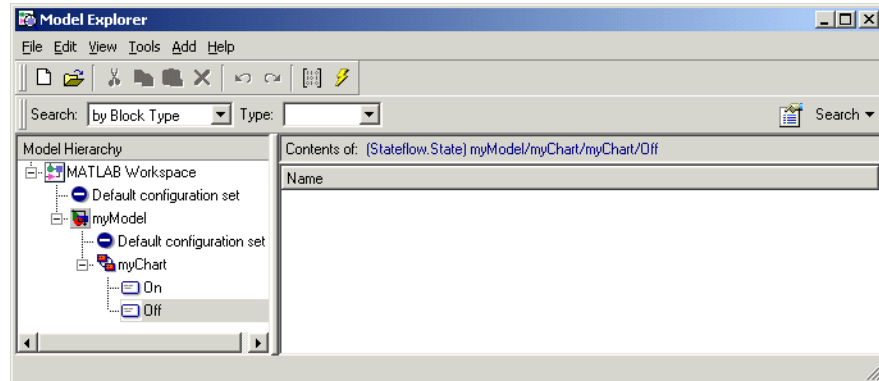 Model Explorer
File Edit View Tools Add Help
Search: by Block Type Type: Search
Model Hierarchy
Contents of: (Stateflow.State) myModel/myChart/myChart/Off
Name
MATLAB Workspace
Default configuration set
myModel
Default configuration set
myChart
On
Off